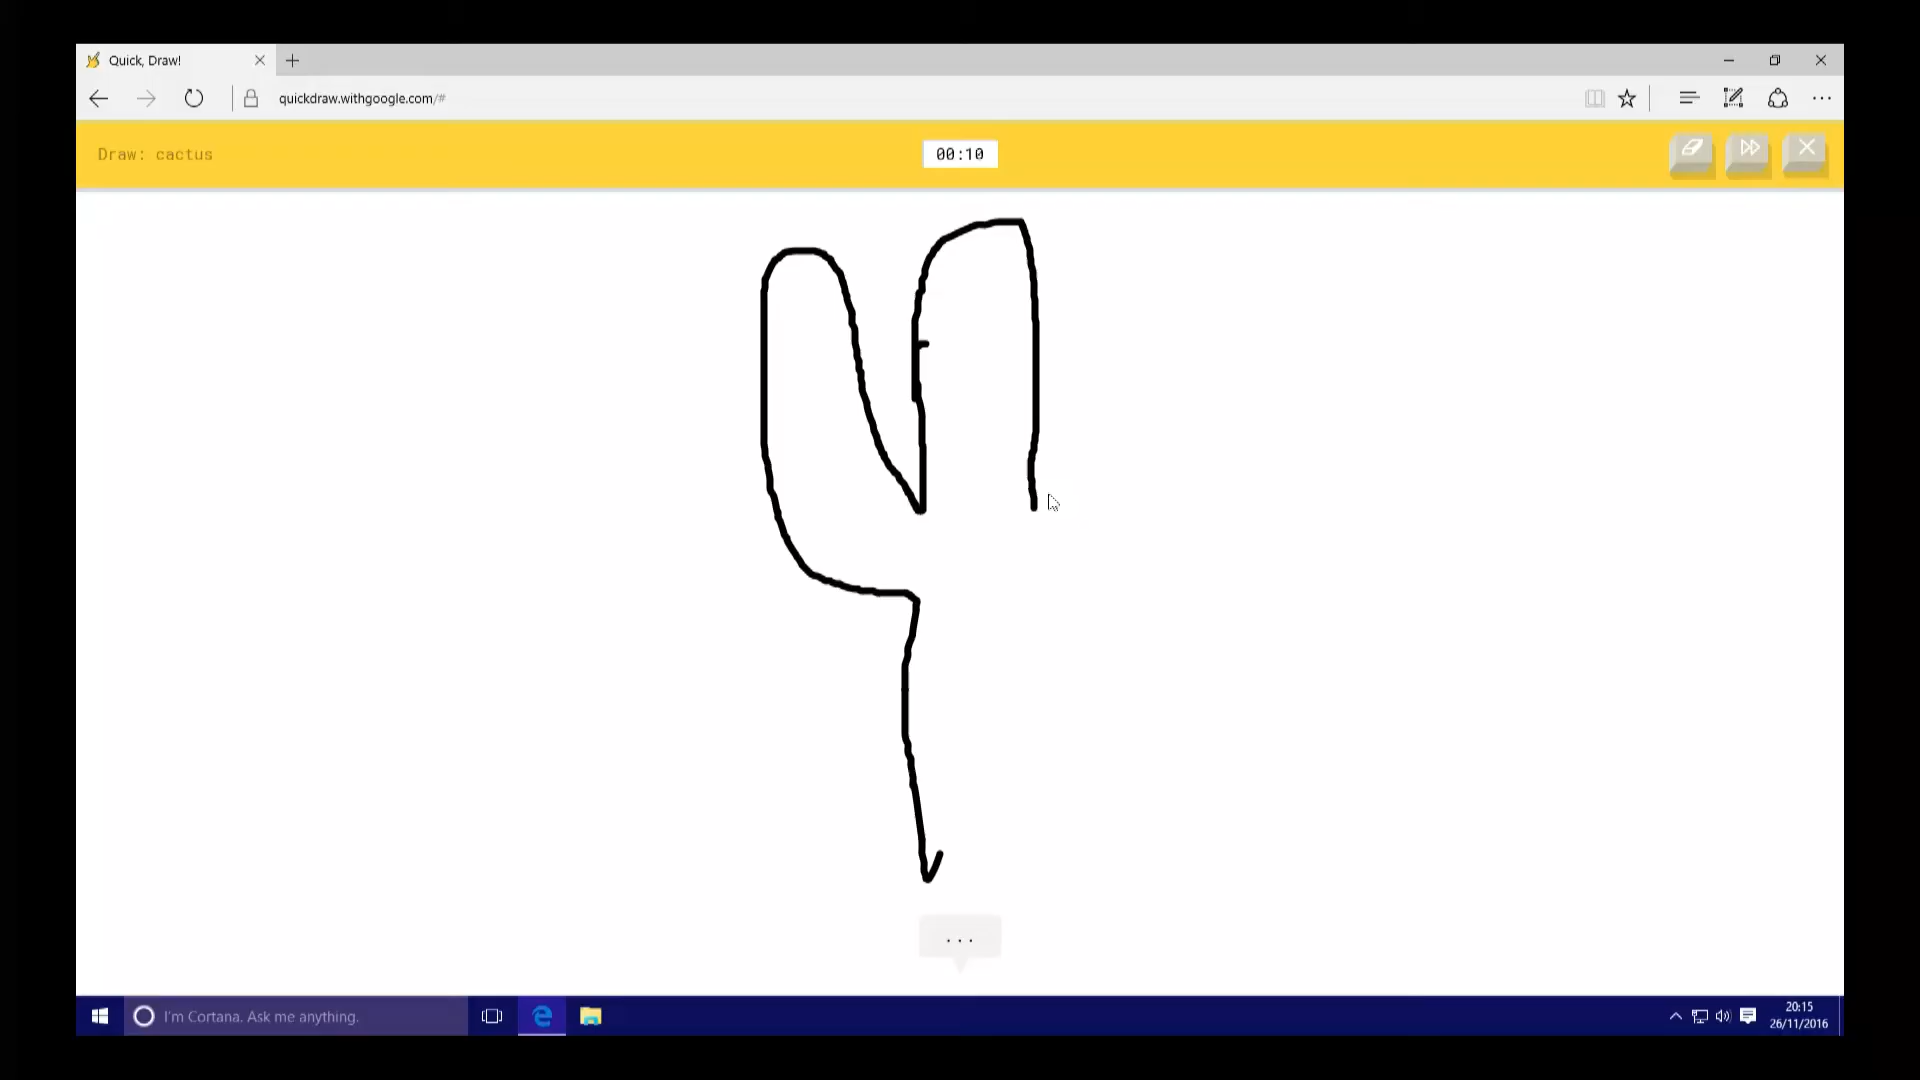 Quick, Draw!
quickdraw.withgoogle.com/#
Draw: cactus
00:10
...
I'm Cortana. Ask me anything.
20:15
26/11/2016